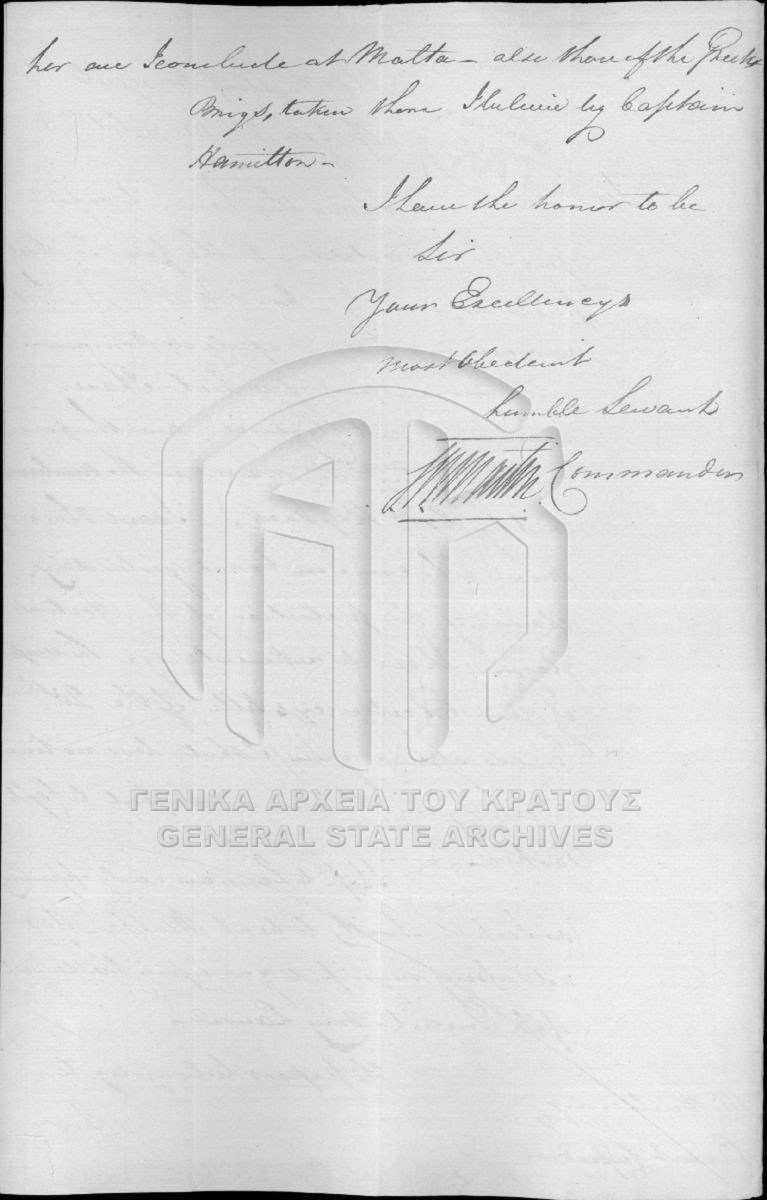 her are I conclude at Malta – also those of the Greek
Brigs, taken there I believe by Captain
Hamilton –
I have the honor to be
Sir
Your Excellencys
most obedient
humble Servant
Commander
ΓΕΝΙΚΑ ΑΡΧΕΙΑ ΤΟΥ ΚΡΑΤΟΥΣ
GENERAL STATE ARCHIVES